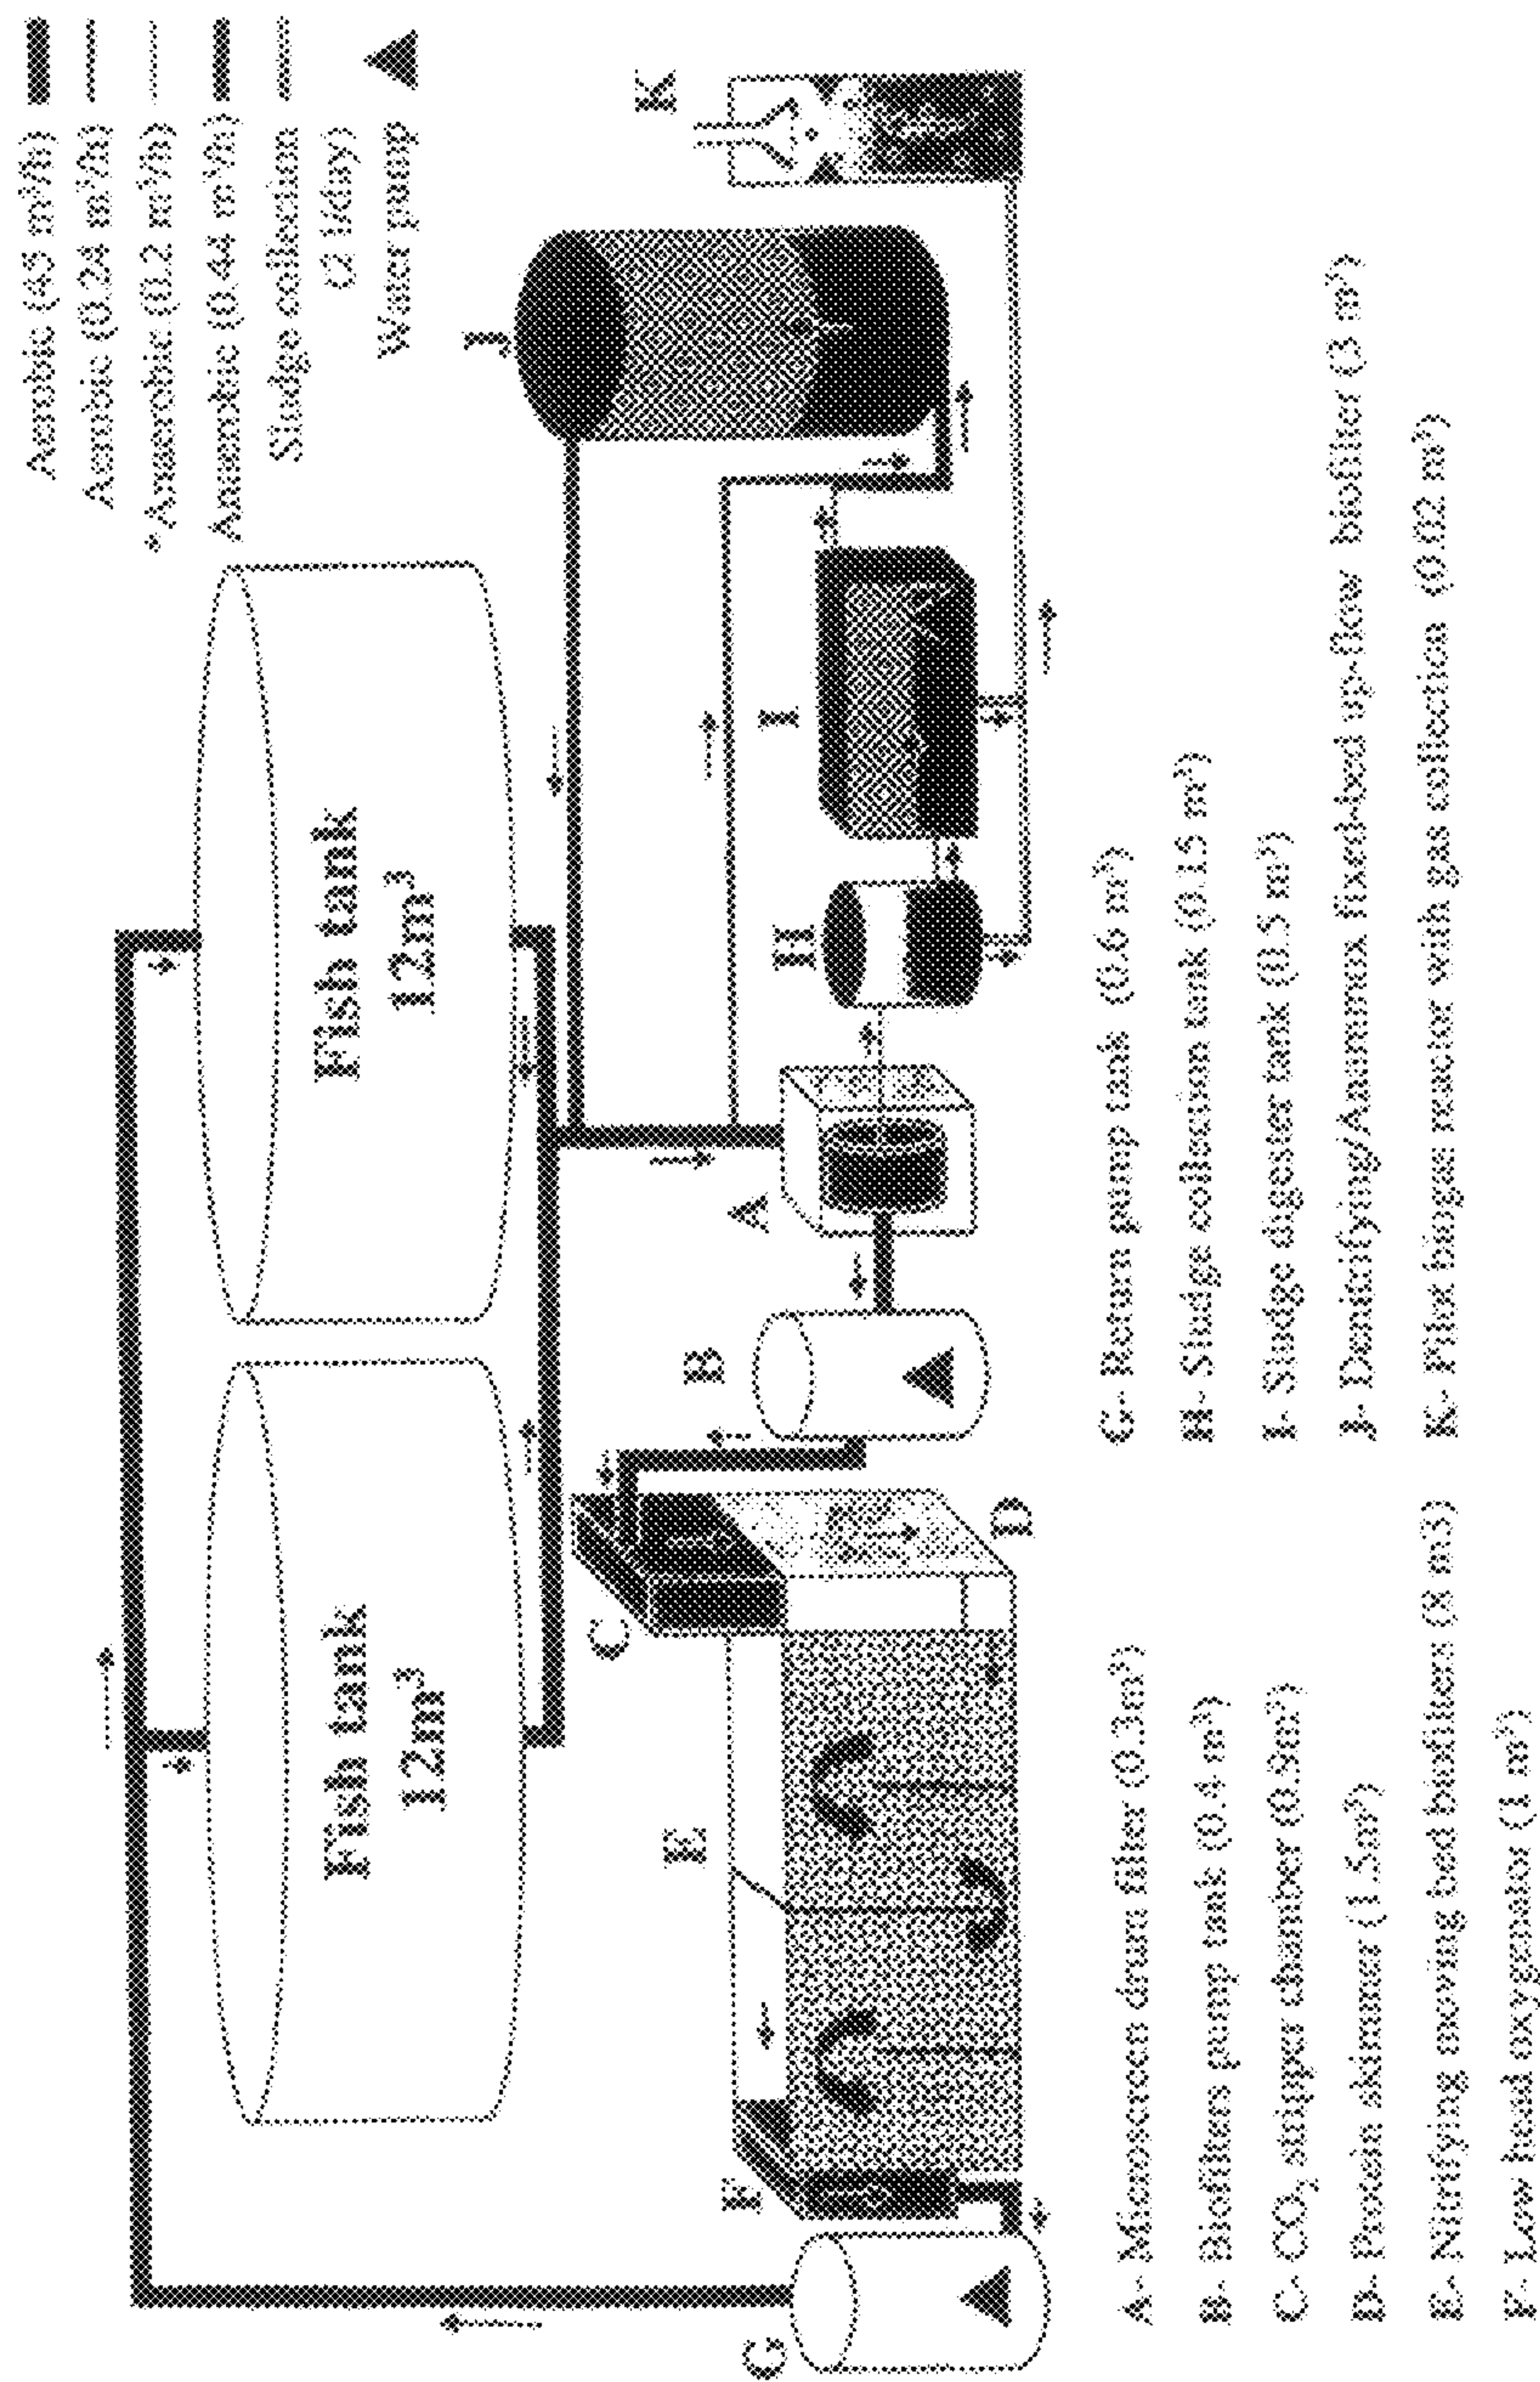 Aerobic (45 m³/h)
Aerobic (0.24 m³/h)
Anaerobic (0.2 m³/h)
Anaerobic (0.44 m³/h)
Sludge collection
(2 l/day)
Water pump
Fish tank
12m³
Fish tank
12m³
A
B
C
D
E
F
G
H
I
J
K
A- Microscreen drum filter (0.3m³)
B- Biofilters pump tank (0.4 m³)
C- CO₂ stripper chamber (0.9m³)
D- Protein skimmer (1.5m³)
E- Nitrifying moving bed biofilters (8 m3)
F- Low head oxygenator (1 m³)
G- Return pump tank (0.6 m³)
H- Sludge collection tank (0.15 m³)
I- Sludge digester tank (0.5 m³)
J- Denitrifying/Anammox fixed-bed up-flow biofilter (3 m³)
K- Pilot biogas reactor with gas collection (0.02 m³)